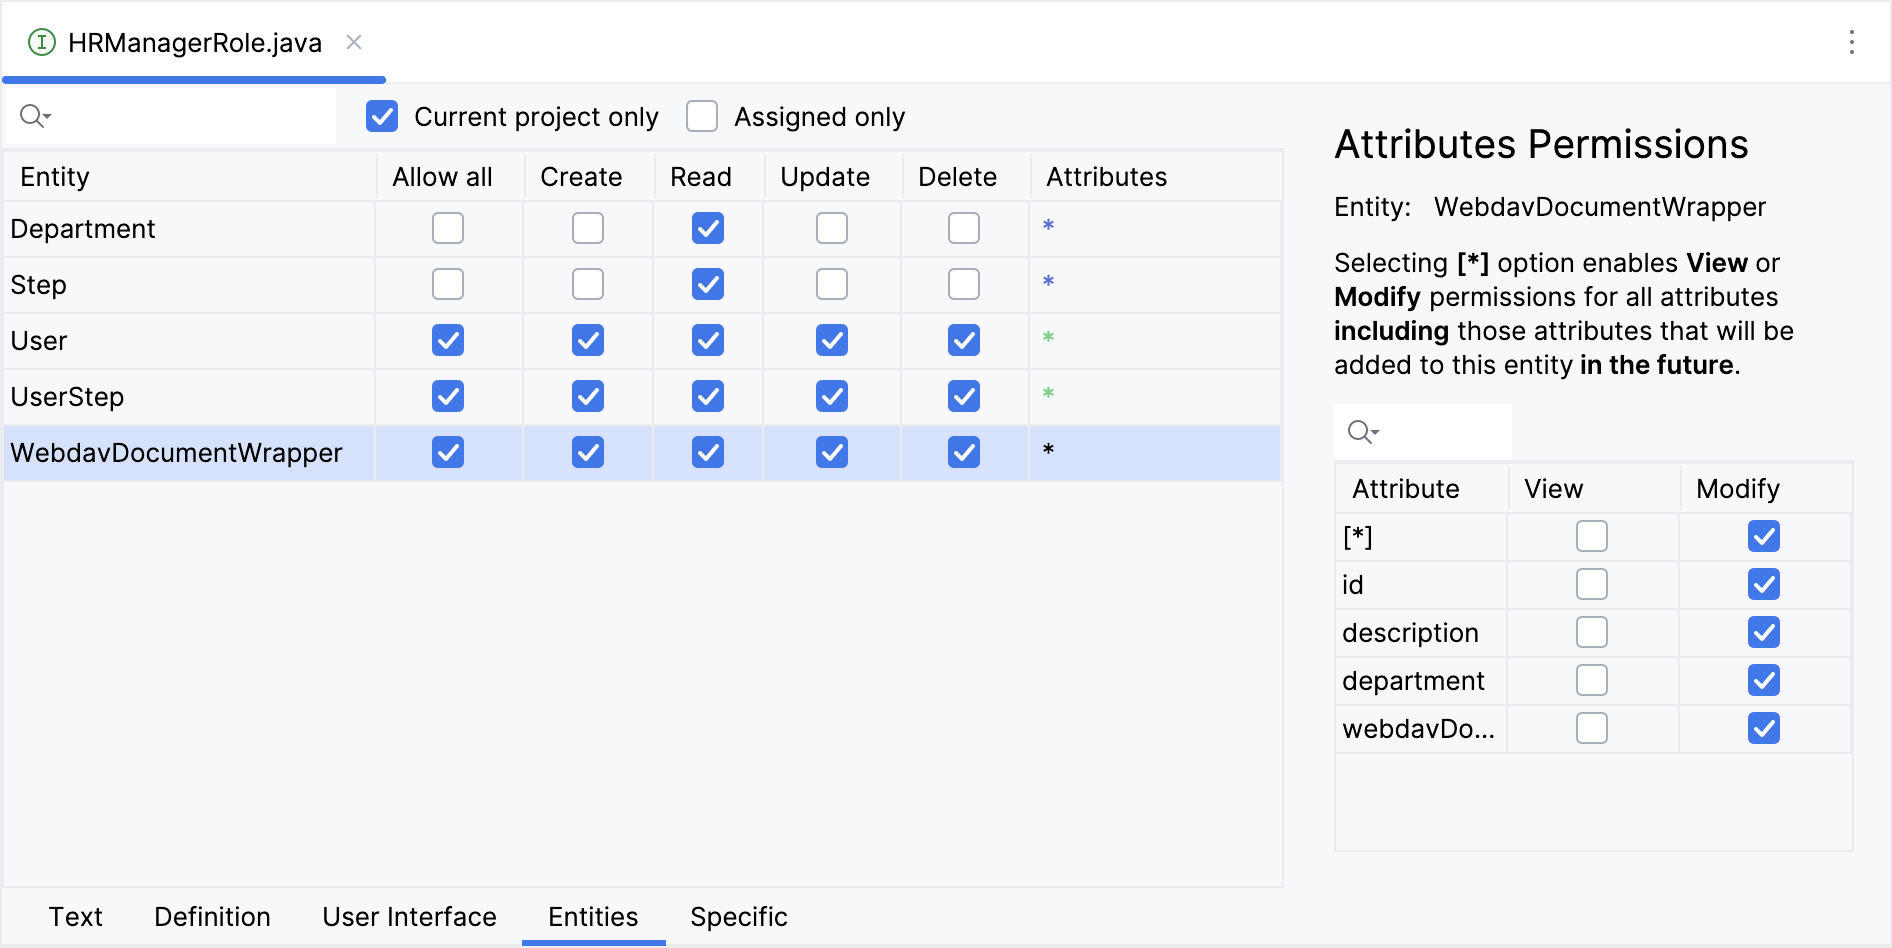 HRManagerRole.java
Current project only Assigned only
Entity Allow all Create Read Update Delete Attributes
Department *
Step *
User *
UserStep *
WebdavDocumentWrapper *
Attributes Permissions
Entity: WebdavDocumentWrapper
Selecting [*] option enables View or
Modify permissions for all attributes
including those attributes that will be
added to this entity in the future.
Attribute View Modify
[*]
id
description
department
webdavDo...
Text Definition User Interface Entities Specific